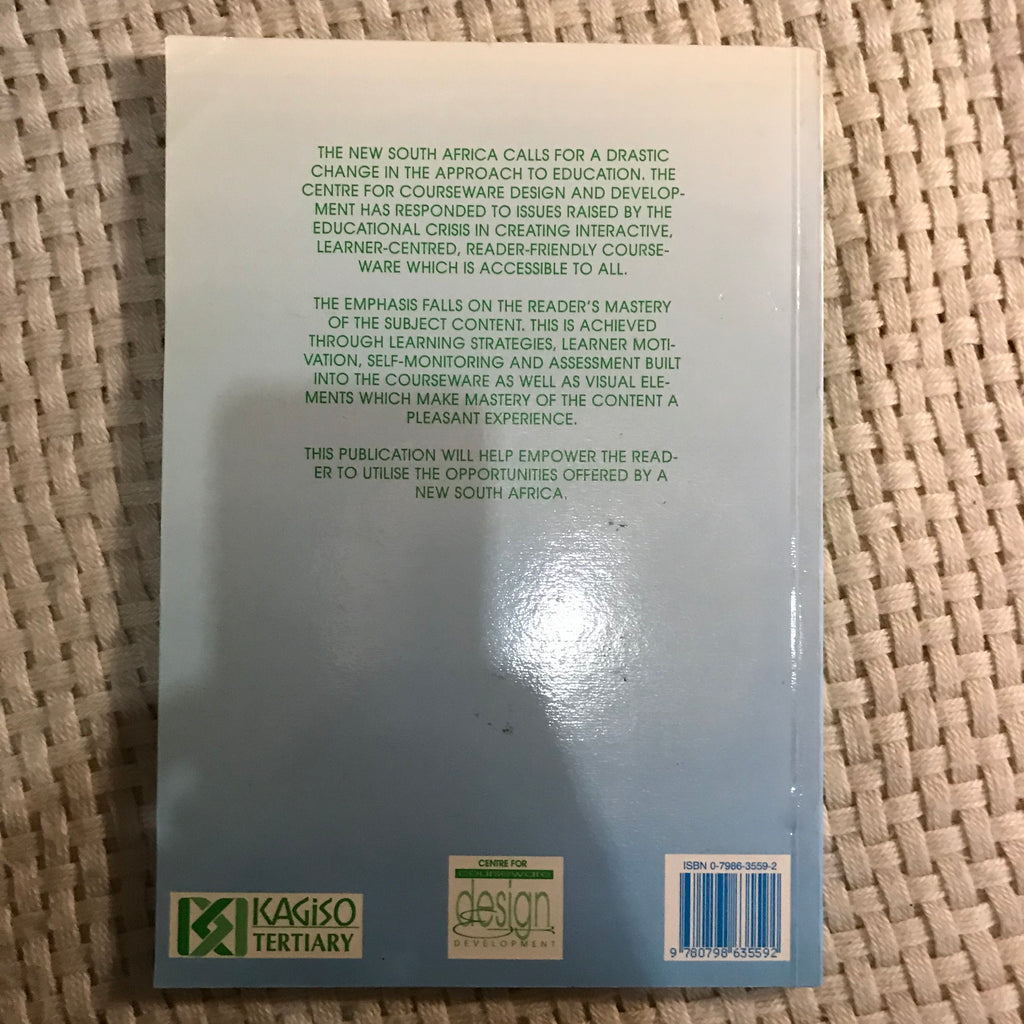 THE NEW SOUTH AFRICA CALLS FOR A DRASTIC
CHANGE IN THE APPROACH TO EDUCATION. THE
CENTRE FOR COURSEWARE DESIGN AND DEVELOP-
MENT HAS RESPONDED TO ISSUES RAISED BY THE
EDUCATIONAL CRISIS IN CREATING INTERACTIVE,
LEARNER-CENTRED, READER-FRIENDLY COURSE-
WARE WHICH IS ACCESSIBLE TO ALL.
THE EMPHASIS FALLS ON THE READER'S MASTERY
OF THE SUBJECT CONTENT. THIS IS ACHIEVED
THROUGH LEARNING STRATEGIES, LEARNER MOTI-
VATION, SELF-MONITORING AND ASSESSMENT BUILT
INTO THE COURSEWARE AS WELL AS VISUAL ELE-
MENTS WHICH MAKE MASTERY OF THE CONTENT A
PLEASANT EXPERIENCE.
THIS PUBLICATION WILL HELP EMPOWER THE READ-
ER TO UTILISE THE OPPORTUNITIES OFFERED BY A
NEW SOUTH AFRICA.
KAGISO
TERTIARY
CENTRE FOR
COURSEWARE
design
DEVELOPMENT
ISBN 0-7986-3559-2
9 780798 635592